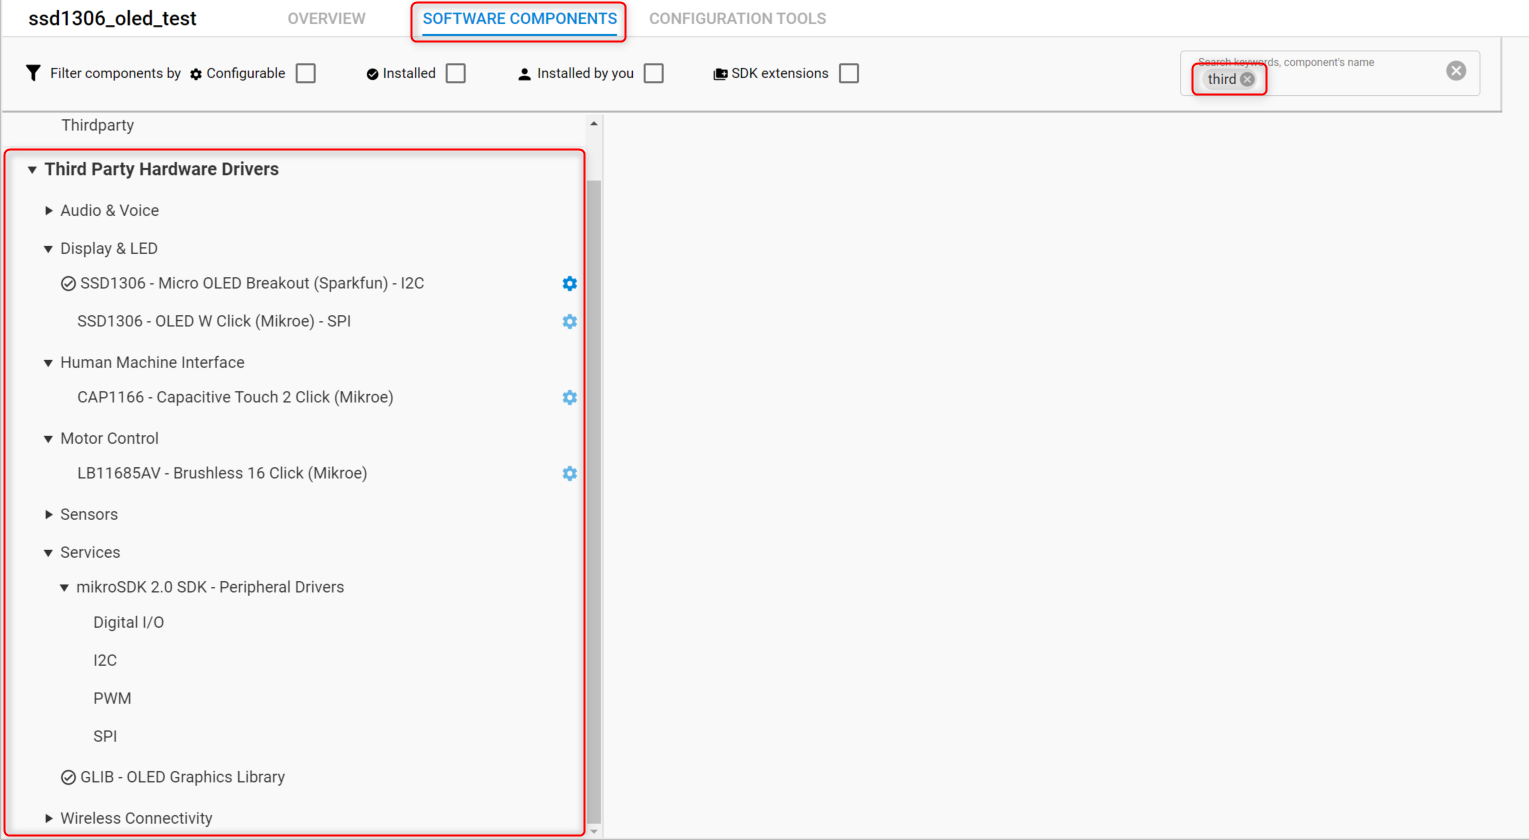 ssd1306_oled_test OVERVIEW SOFTWARE COMPONENTS CONFIGURATION TOOLS
Filter components by Configurable Installed Installed by you SDK extensions
Search keywords, component's name
third
Thirdparty
Third Party Hardware Drivers
Audio & Voice
Display & LED
SSD1306 - Micro OLED Breakout (Sparkfun) - I2C
SSD1306 - OLED W Click (Mikroe) - SPI
Human Machine Interface
CAP1166 - Capacitive Touch 2 Click (Mikroe)
Motor Control
LB11685AV - Brushless 16 Click (Mikroe)
Sensors
Services
mikroSDK 2.0 SDK - Peripheral Drivers
Digital I/O
I2C
PWM
SPI
GLIB - OLED Graphics Library
Wireless Connectivity